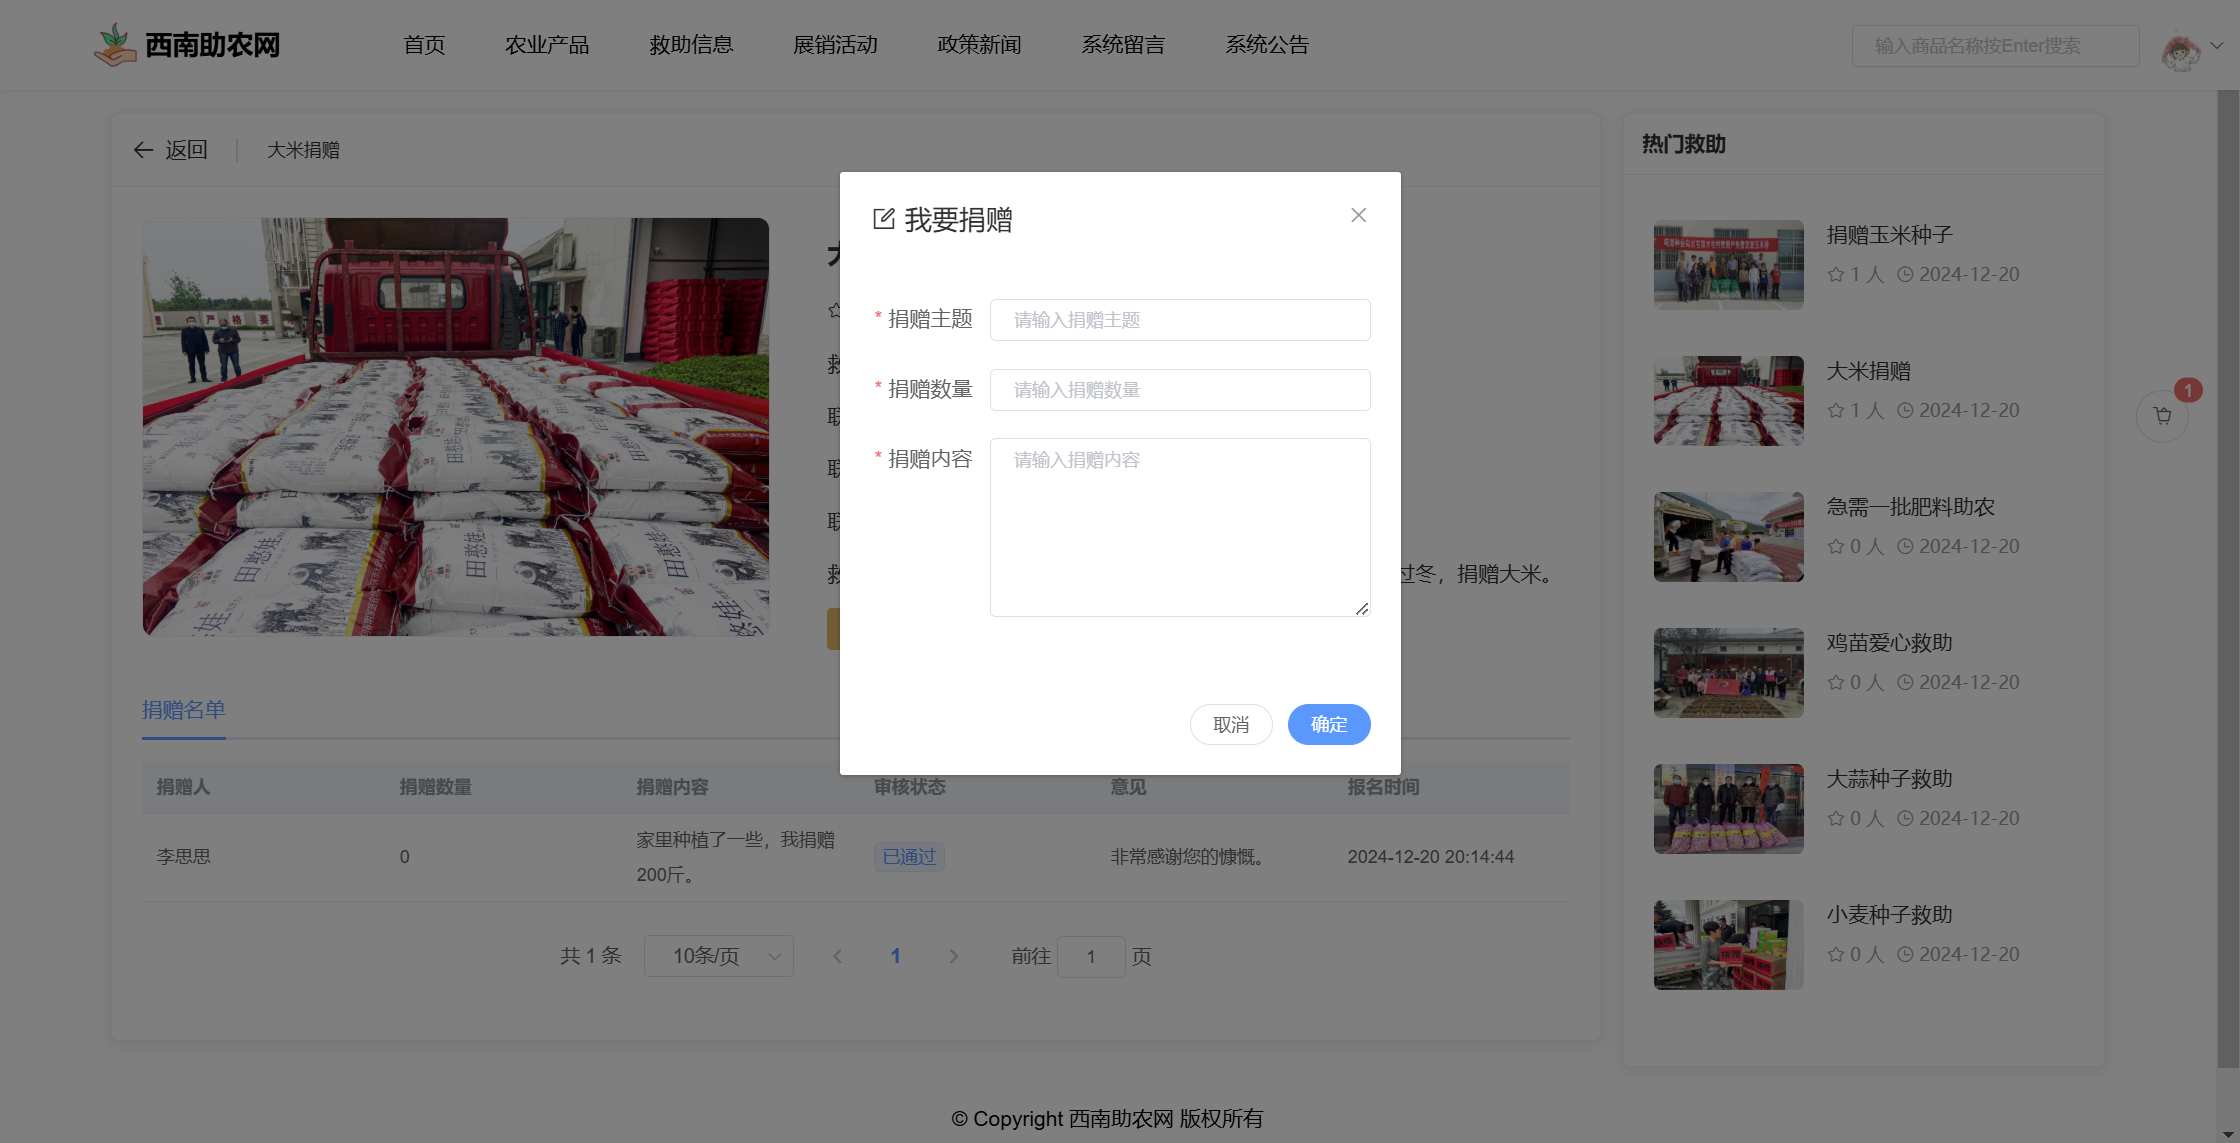 西南助农网
首页
农业产品
救助信息
展销活动
政策新闻
系统留言
系统公告
输入商品名称按Enter搜索
返回
大米捐赠
热门救助
我要捐赠
* 捐赠主题
请输入捐赠主题
* 捐赠数量
请输入捐赠数量
* 捐赠内容
请输入捐赠内容
取消
确定
过冬，捐赠大米。
严 格 要
田憨娃
田憨娃
捐赠玉米种子
1 人 2024-12-20
大米捐赠
1 人 2024-12-20
急需一批肥料助农
0 人 2024-12-20
鸡苗爱心救助
0 人 2024-12-20
大蒜种子救助
0 人 2024-12-20
小麦种子救助
0 人 2024-12-20
1
捐赠名单
捐赠人 捐赠数量 捐赠内容 审核状态 意见 报名时间
李思思 0 家里种植了一些，我捐赠
200斤。 已通过 非常感谢您的慷慨。 2024-12-20 20:14:44
共 1 条 10条/页 1 前往 1 页
© Copyright 西南助农网 版权所有